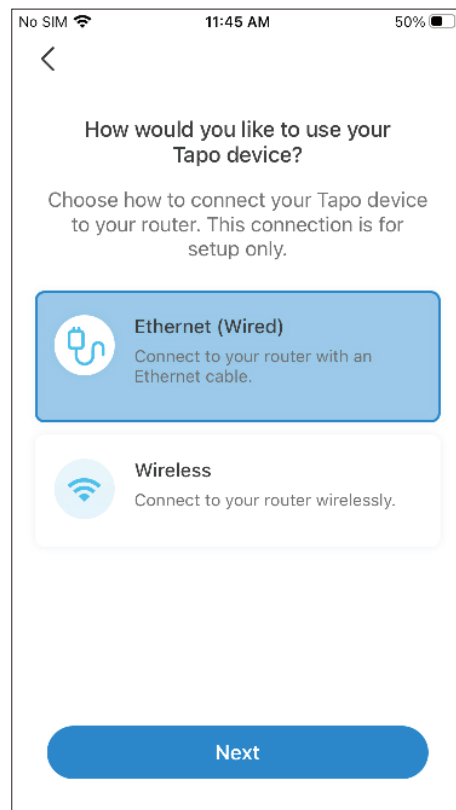 No SIM 11:45 AM 50%
How would you like to use your
Tapo device?
Choose how to connect your Tapo device
to your router. This connection is for
setup only.
Ethernet (Wired)
Connect to your router with an
Ethernet cable.
Wireless
Connect to your router wirelessly.
Next